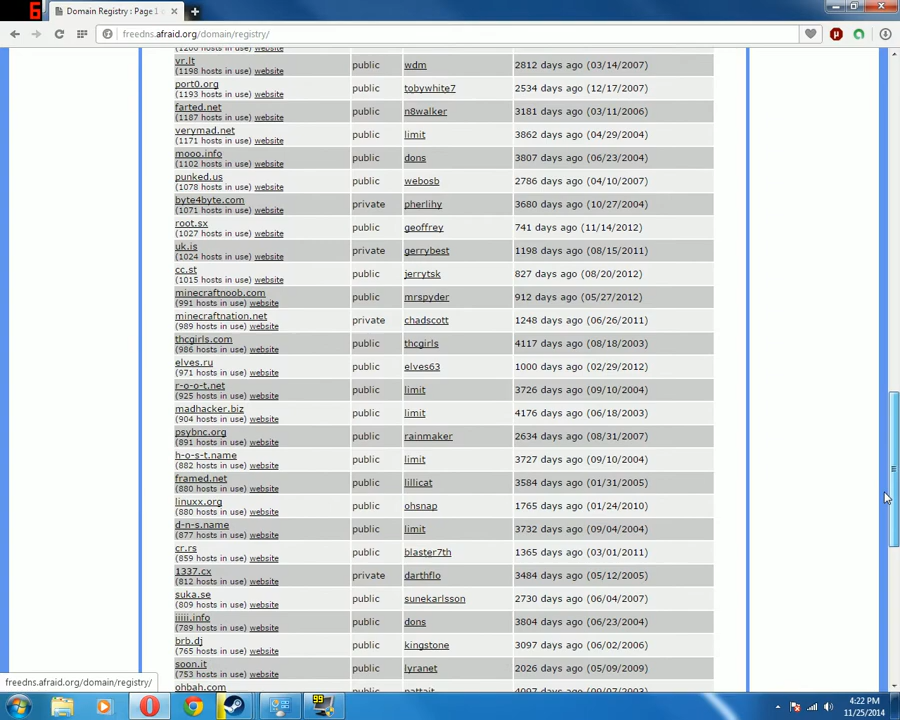 6
Domain Registry : Page 1
freedns.afraid.org/domain/registry/
(1200 hosts in use) website
vr.lt public wdm 2812 days ago (03/14/2007)
(1198 hosts in use) website
port0.org public tobywhite7 2534 days ago (12/17/2007)
(1193 hosts in use) website
farted.net public n8walker 3181 days ago (03/11/2006)
(1187 hosts in use) website
verymad.net public limit 3862 days ago (04/29/2004)
(1171 hosts in use) website
mooo.info public dons 3807 days ago (06/23/2004)
(1102 hosts in use) website
punked.us public webosb 2786 days ago (04/10/2007)
(1078 hosts in use) website
byte4byte.com private pherlihy 3680 days ago (10/27/2004)
(1071 hosts in use) website
root.sx public geoffrey 741 days ago (11/14/2012)
(1027 hosts in use) website
uk.is private gerrybest 1198 days ago (08/15/2011)
(1024 hosts in use) website
cc.st public jerrytsk 827 days ago (08/20/2012)
(1015 hosts in use) website
minecraftnoob.com public mrspyder 912 days ago (05/27/2012)
(991 hosts in use) website
minecraftnation.net private chadscott 1248 days ago (06/26/2011)
(989 hosts in use) website
thcgirls.com public thcgirls 4117 days ago (08/18/2003)
(986 hosts in use) website
elves.ru public elves63 1000 days ago (02/29/2012)
(971 hosts in use) website
r-o-o-t.net public limit 3726 days ago (09/10/2004)
(925 hosts in use) website
madhacker.biz public limit 4176 days ago (06/18/2003)
(904 hosts in use) website
psybnc.org public rainmaker 2634 days ago (08/31/2007)
(891 hosts in use) website
h-o-s-t.name public limit 3727 days ago (09/10/2004)
(882 hosts in use) website
framed.net public lillicat 3584 days ago (01/31/2005)
(880 hosts in use) website
linuxx.org public ohsnap 1765 days ago (01/24/2010)
(880 hosts in use) website
d-n-s.name public limit 3732 days ago (09/04/2004)
(877 hosts in use) website
cr.rs public blaster7th 1365 days ago (03/01/2011)
(859 hosts in use) website
1337.cx private darthflo 3484 days ago (05/12/2005)
(812 hosts in use) website
suka.se public sunekarlsson 2730 days ago (06/04/2007)
(809 hosts in use) website
iiiii.info public dons 3804 days ago (06/23/2004)
(789 hosts in use) website
brb.dj public kingstone 3097 days ago (06/02/2006)
(765 hosts in use) website
soon.it public lyranet 2026 days ago (05/09/2009)
(753 hosts in use) website
ohbah.com public nattait 4097 days ago (09/07/2003)
freedns.afraid.org/domain/registry/
99
4:22 PM
11/25/2014